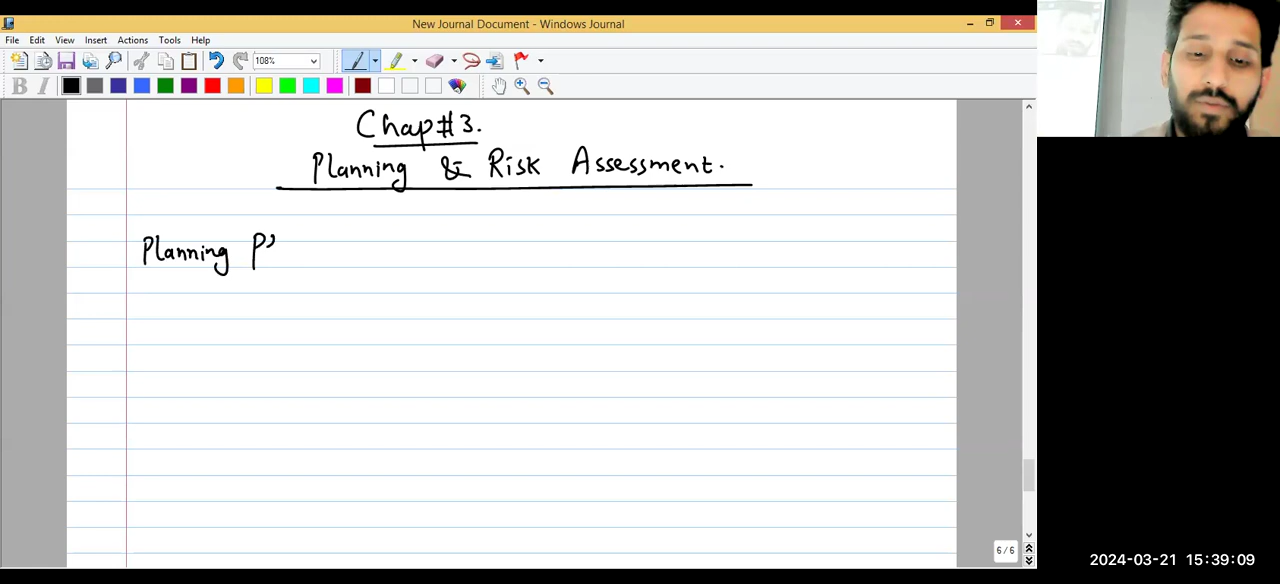 New Journal Document - Windows Journal
File Edit View Insert Actions Tools Help
108%
B I
Chap#3.
Planning & Risk Assessment.
Planning P
6 / 6
2024-03-21 15:39:09